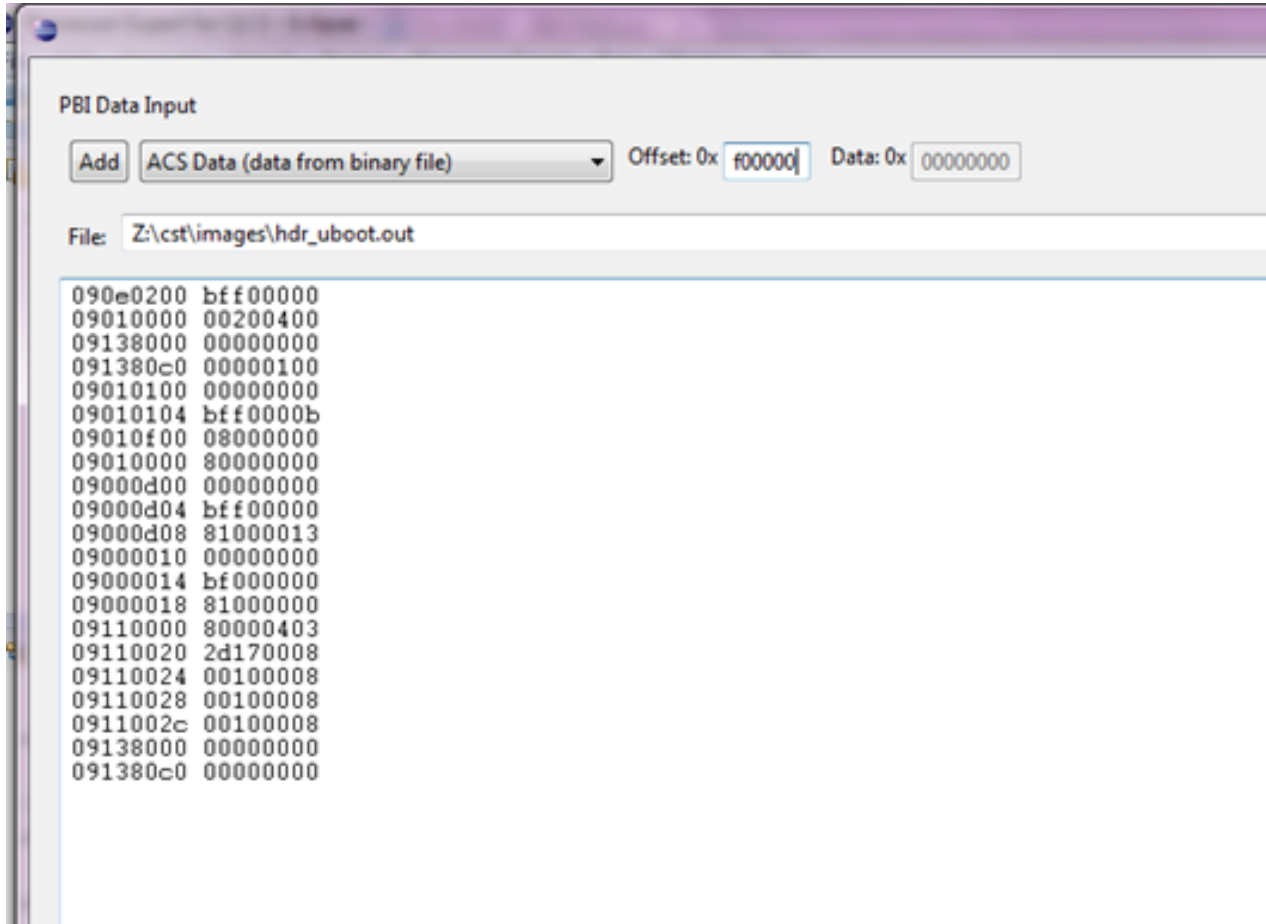 PBI Data Input
Add ACS Data (data from binary file) Offset: 0x f00000 Data: 0x 00000000
File: Z:\cst\images\hdr_uboot.out
090e0200 bff00000
09010000 00200400
09138000 00000000
091380c0 00000100
09010100 00000000
09010104 bff0000b
09010f00 08000000
09010000 80000000
09000d00 00000000
09000d04 bff00000
09000d08 81000013
09000010 00000000
09000014 bf000000
09000018 81000000
09110000 80000403
09110020 2d170008
09110024 00100008
09110028 00100008
0911002c 00100008
09138000 00000000
091380c0 00000000